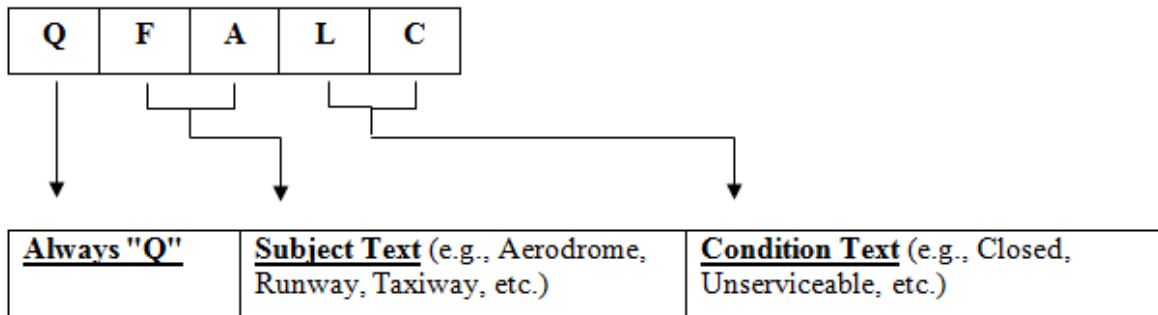 Q F A L C
Always "Q"
Subject Text (e.g., Aerodrome,
Runway, Taxiway, etc.)
Condition Text (e.g., Closed,
Unserviceable, etc.)